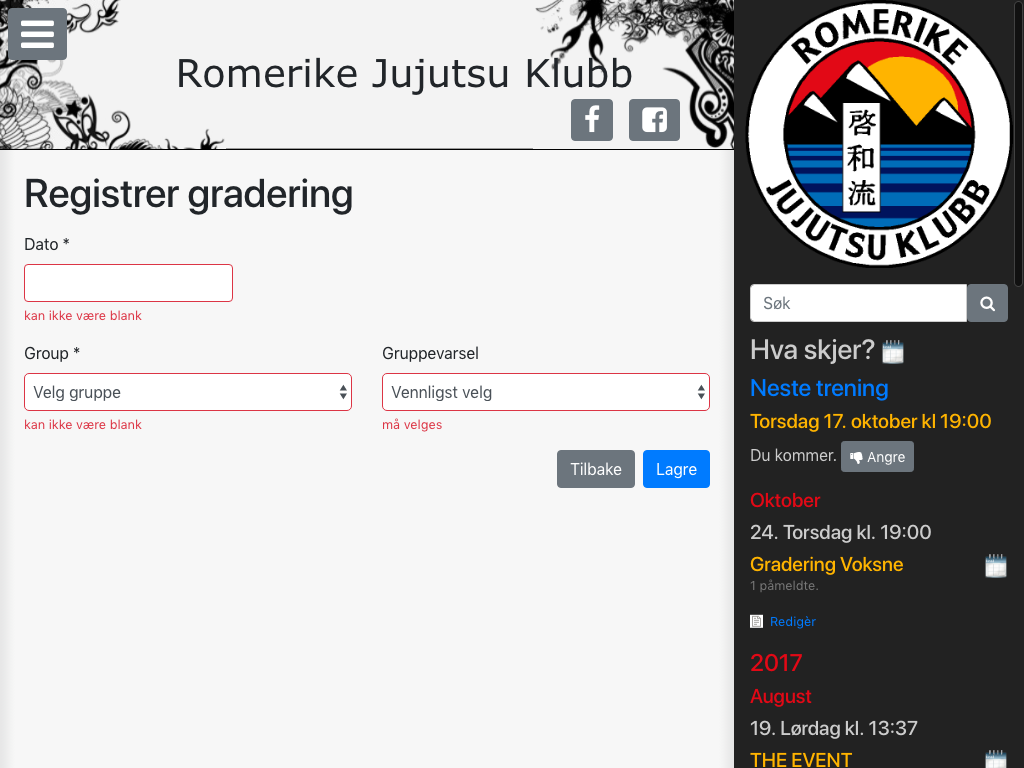 Romerike Jujutsu Klubb
Registrer gradering
Dato *
kan ikke være blank
Group *
Gruppevarsel
Velg gruppe
Vennligst velg
kan ikke være blank
må velges
Tilbake
Lagre
ROMERIKE
啓和流
JUJUTSU KLUBB
Søk
Hva skjer?
Neste trening
Torsdag 17. oktober kl 19:00
Du kommer.
Angre
Oktober
24. Torsdag kl. 19:00
Gradering Voksne
1 påmeldte.
Redigèr
2017
August
19. Lørdag kl. 13:37
THE EVENT